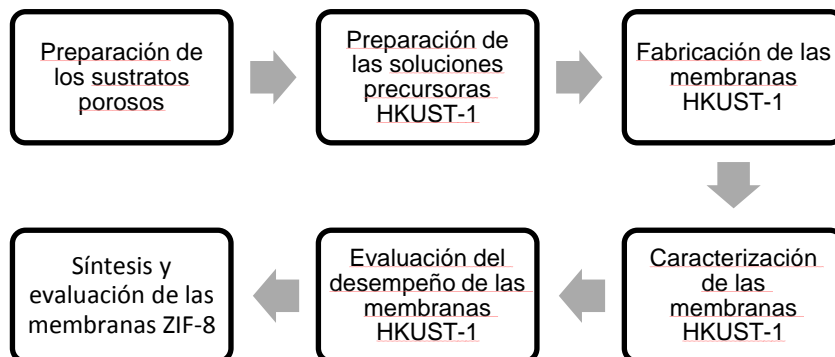 Preparación de
los sustratos
porosos
Preparación de
las soluciones
precursoras
HKUST-1
Fabricación de las
membranas
HKUST-1
Caracterización
de las
membranas
HKUST-1
Evaluación del
desempeño de las
membranas
HKUST-1
Síntesis y
evaluación de las
membranas ZIF-8